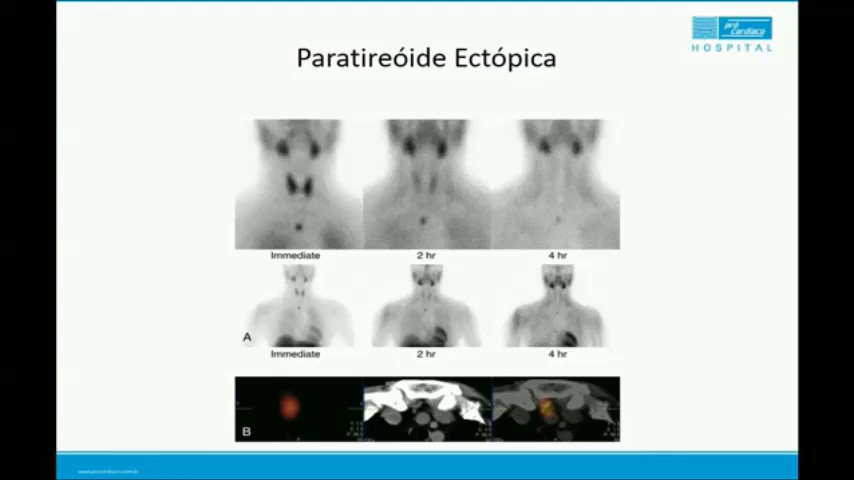 pró
cardíaco
HOSPITAL
Paratireóide Ectópica
Immediate
2 hr
4 hr
A
Immediate
2 hr
4 hr
B